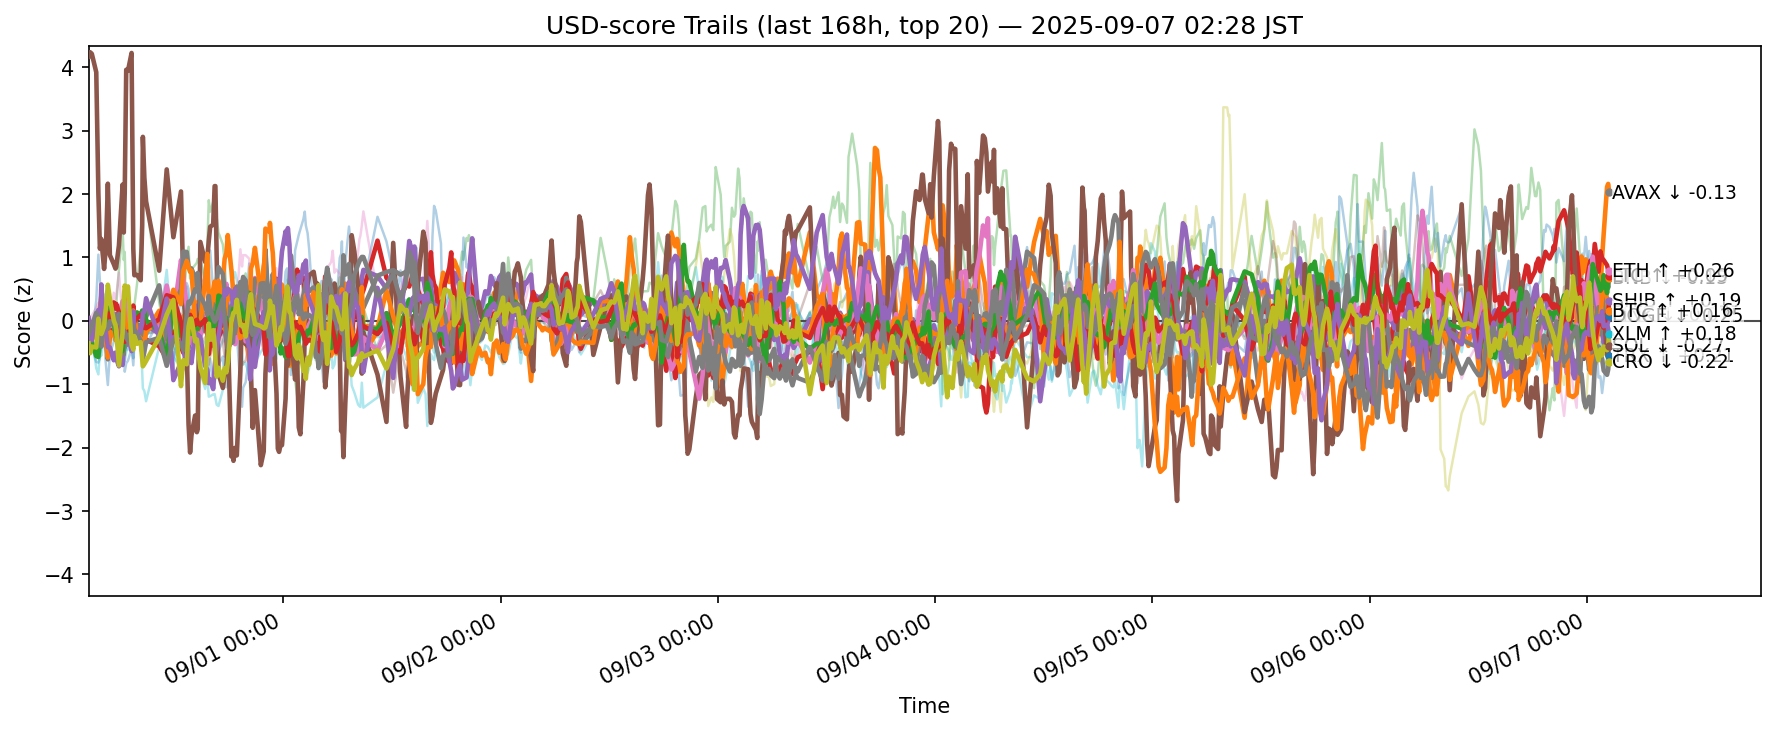 USD-score Trails (last 168h, top 20) — 2025-09-07 02:28 JST
Score (z)
4
3
2
1
0
−1
−2
−3
−4
AVAX ↓ -0.13
ETH ↑ +0.26
SHIB ↑ +0.19
BTC ↑ +0.16
XLM ↑ +0.18
SOL ↓ -0.27
CRO ↓ -0.22
09/01 00:00
09/02 00:00
09/03 00:00
09/04 00:00
09/05 00:00
09/06 00:00
09/07 00:00
Time